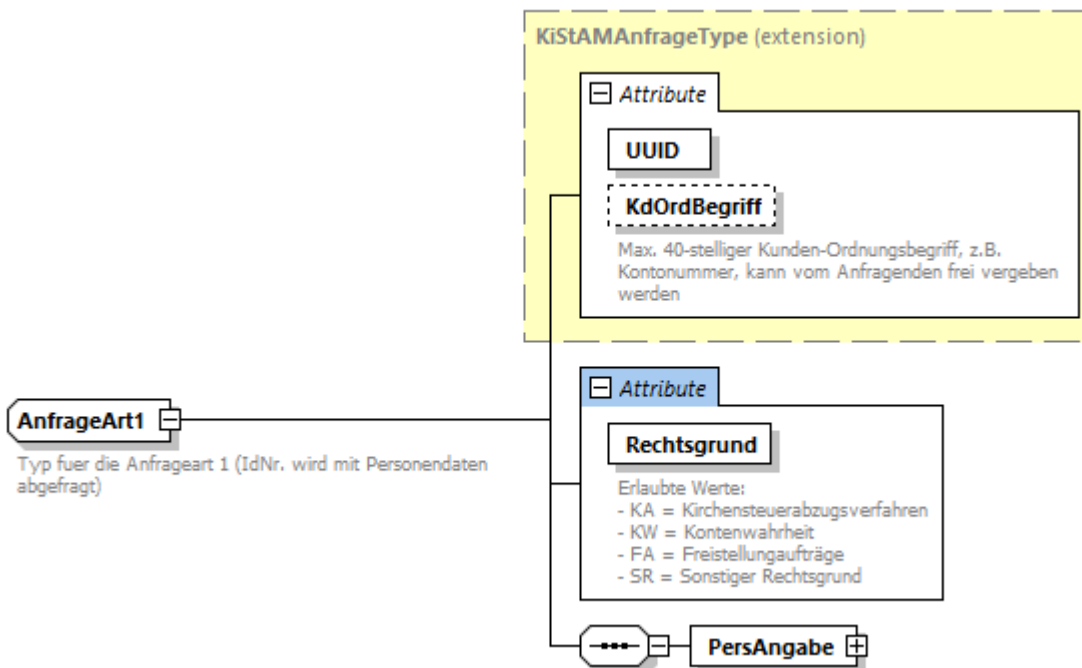 KiStAMAnfrageType (extension)
Attribute
UUID
KdOrdBegriff
Max. 40-stelliger Kunden-Ordnungsbegriff, z.B.
Kontonummer, kann vom Anfragenden frei vergeben
werden
Attribute
AnfrageArt1
Rechtsgrund
Typ fuer die Anfrageart 1 (IdNr. wird mit Personendaten
abgefragt)
Erlaubte Werte:
- KA = Kirchensteuerabzugsverfahren
- KW = Kontenwahrheit
- FA = Freistellungaufträge
- SR = Sonstiger Rechtsgrund
PersAngabe